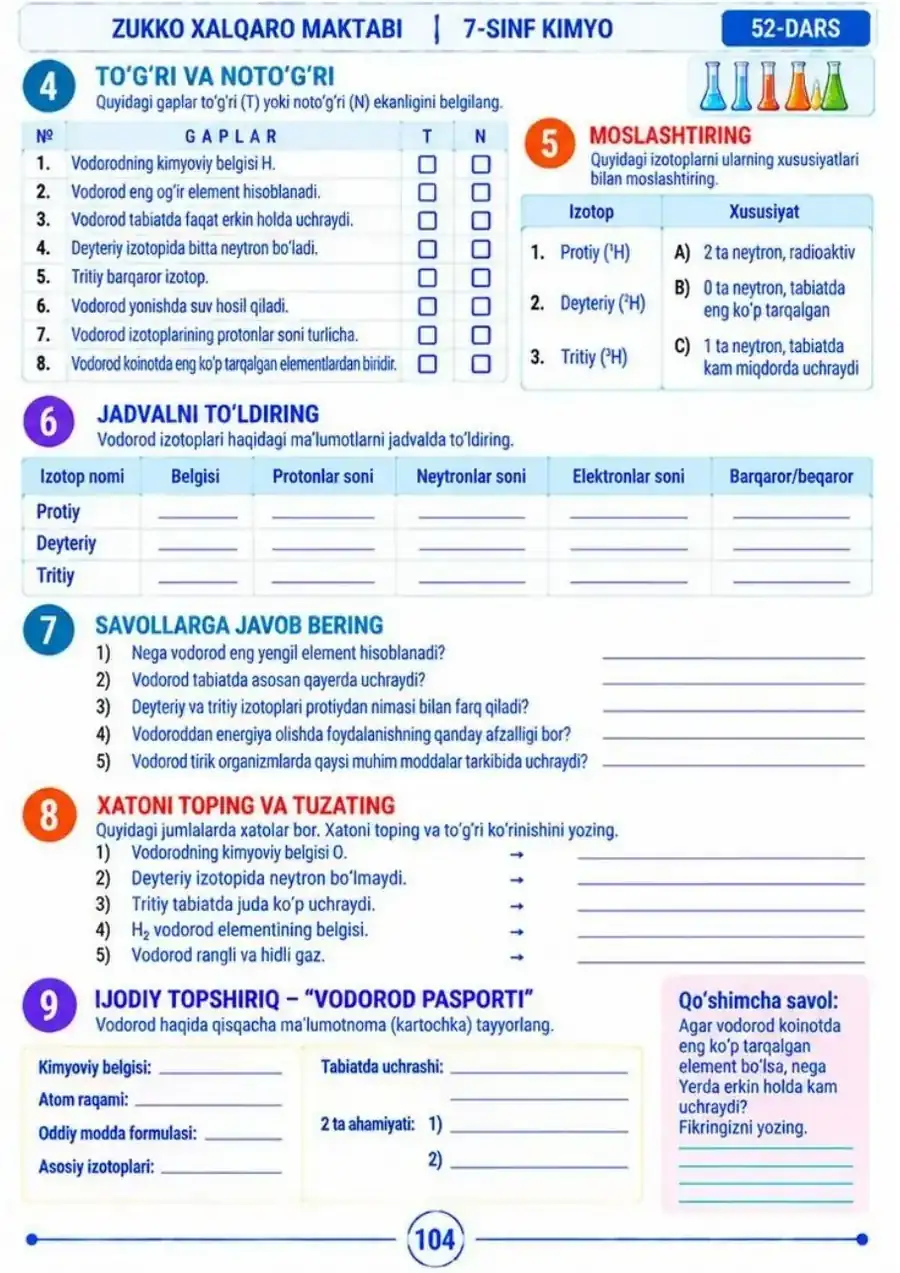 ZUKKO XALQARO MAKTABI | 7-SINF KIMYO 52-DARS
4 TO'G'RI VA NOTO'G'RI
Quyidagi gaplar to'g'ri (T) yoki noto'g'ri (N) ekanligini belgilang.
№ GAPLAR T N
1. Vodorodning kimyoviy belgisi H.
2. Vodorod eng og'ir element hisoblanadi.
3. Vodorod tabiatda faqat erkin holda uchraydi.
4. Deyteriy izotopida bitta neytron bo'ladi.
5. Tritiy barqaror izotop.
6. Vodorod yonishda suv hosil qiladi.
7. Vodorod izotoplarining protonlar soni turlicha.
8. Vodorod koinotda eng ko'p tarqalgan elementlardan biridir.
5 MOSLASHTIRING
Quyidagi izotoplarni ularning xususiyatlari
bilan moslashtiring.
Izotop Xususiyat
1. Protiy (¹H) A) 2 ta neytron, radioaktiv
2. Deyteriy (²H) B) 0 ta neytron, tabiatda
eng ko'p tarqalgan
3. Tritiy (³H) C) 1 ta neytron, tabiatda
kam miqdorda uchraydi
6 JADVALNI TO'LDIRING
Vodorod izotoplari haqidagi ma'lumotlarni jadvalda to'ldiring.
Izotop nomi Belgisi Protonlar soni Neytronlar soni Elektronlar soni Barqaror/beqaror
Protiy
Deyteriy
Tritiy
7 SAVOLLARGA JAVOB BERING
1) Nega vodorod eng yengil element hisoblanadi?
2) Vodorod tabiatda asosan qayerda uchraydi?
3) Deyteriy va tritiy izotoplari protiydan nimasi bilan farq qiladi?
4) Vodoroddan energiya olishda foydalanishning qanday afzalligi bor?
5) Vodorod tirik organizmlarda qaysi muhim moddalar tarkibida uchraydi?
8 XATONI TOPING VA TUZATING
Quyidagi jumlalarda xatolar bor. Xatoni toping va to'g'ri ko'rinishini yozing.
1) Vodorodning kimyoviy belgisi O. →
2) Deyteriy izotopida neytron bo'lmaydi. →
3) Tritiy tabiatda juda ko'p uchraydi. →
4) H₂ vodorod elementining belgisi. →
5) Vodorod rangli va hidli gaz. →
9 IJODIY TOPSHIRIQ – "VODOROD PASPORTI"
Vodorod haqida qisqacha ma'lumotnoma (kartochka) tayyorlang.
Kimyoviy belgisi:
Atom raqami:
Oddiy modda formulasi:
Asosiy izotoplari:
Tabiatda uchrashi:
2 ta ahamiyati: 1)
2)
Qo'shimcha savol:
Agar vodorod koinotda
eng ko'p tarqalgan
element bo'lsa, nega
Yerda erkin holda kam
uchraydi?
Fikringizni yozing.
104